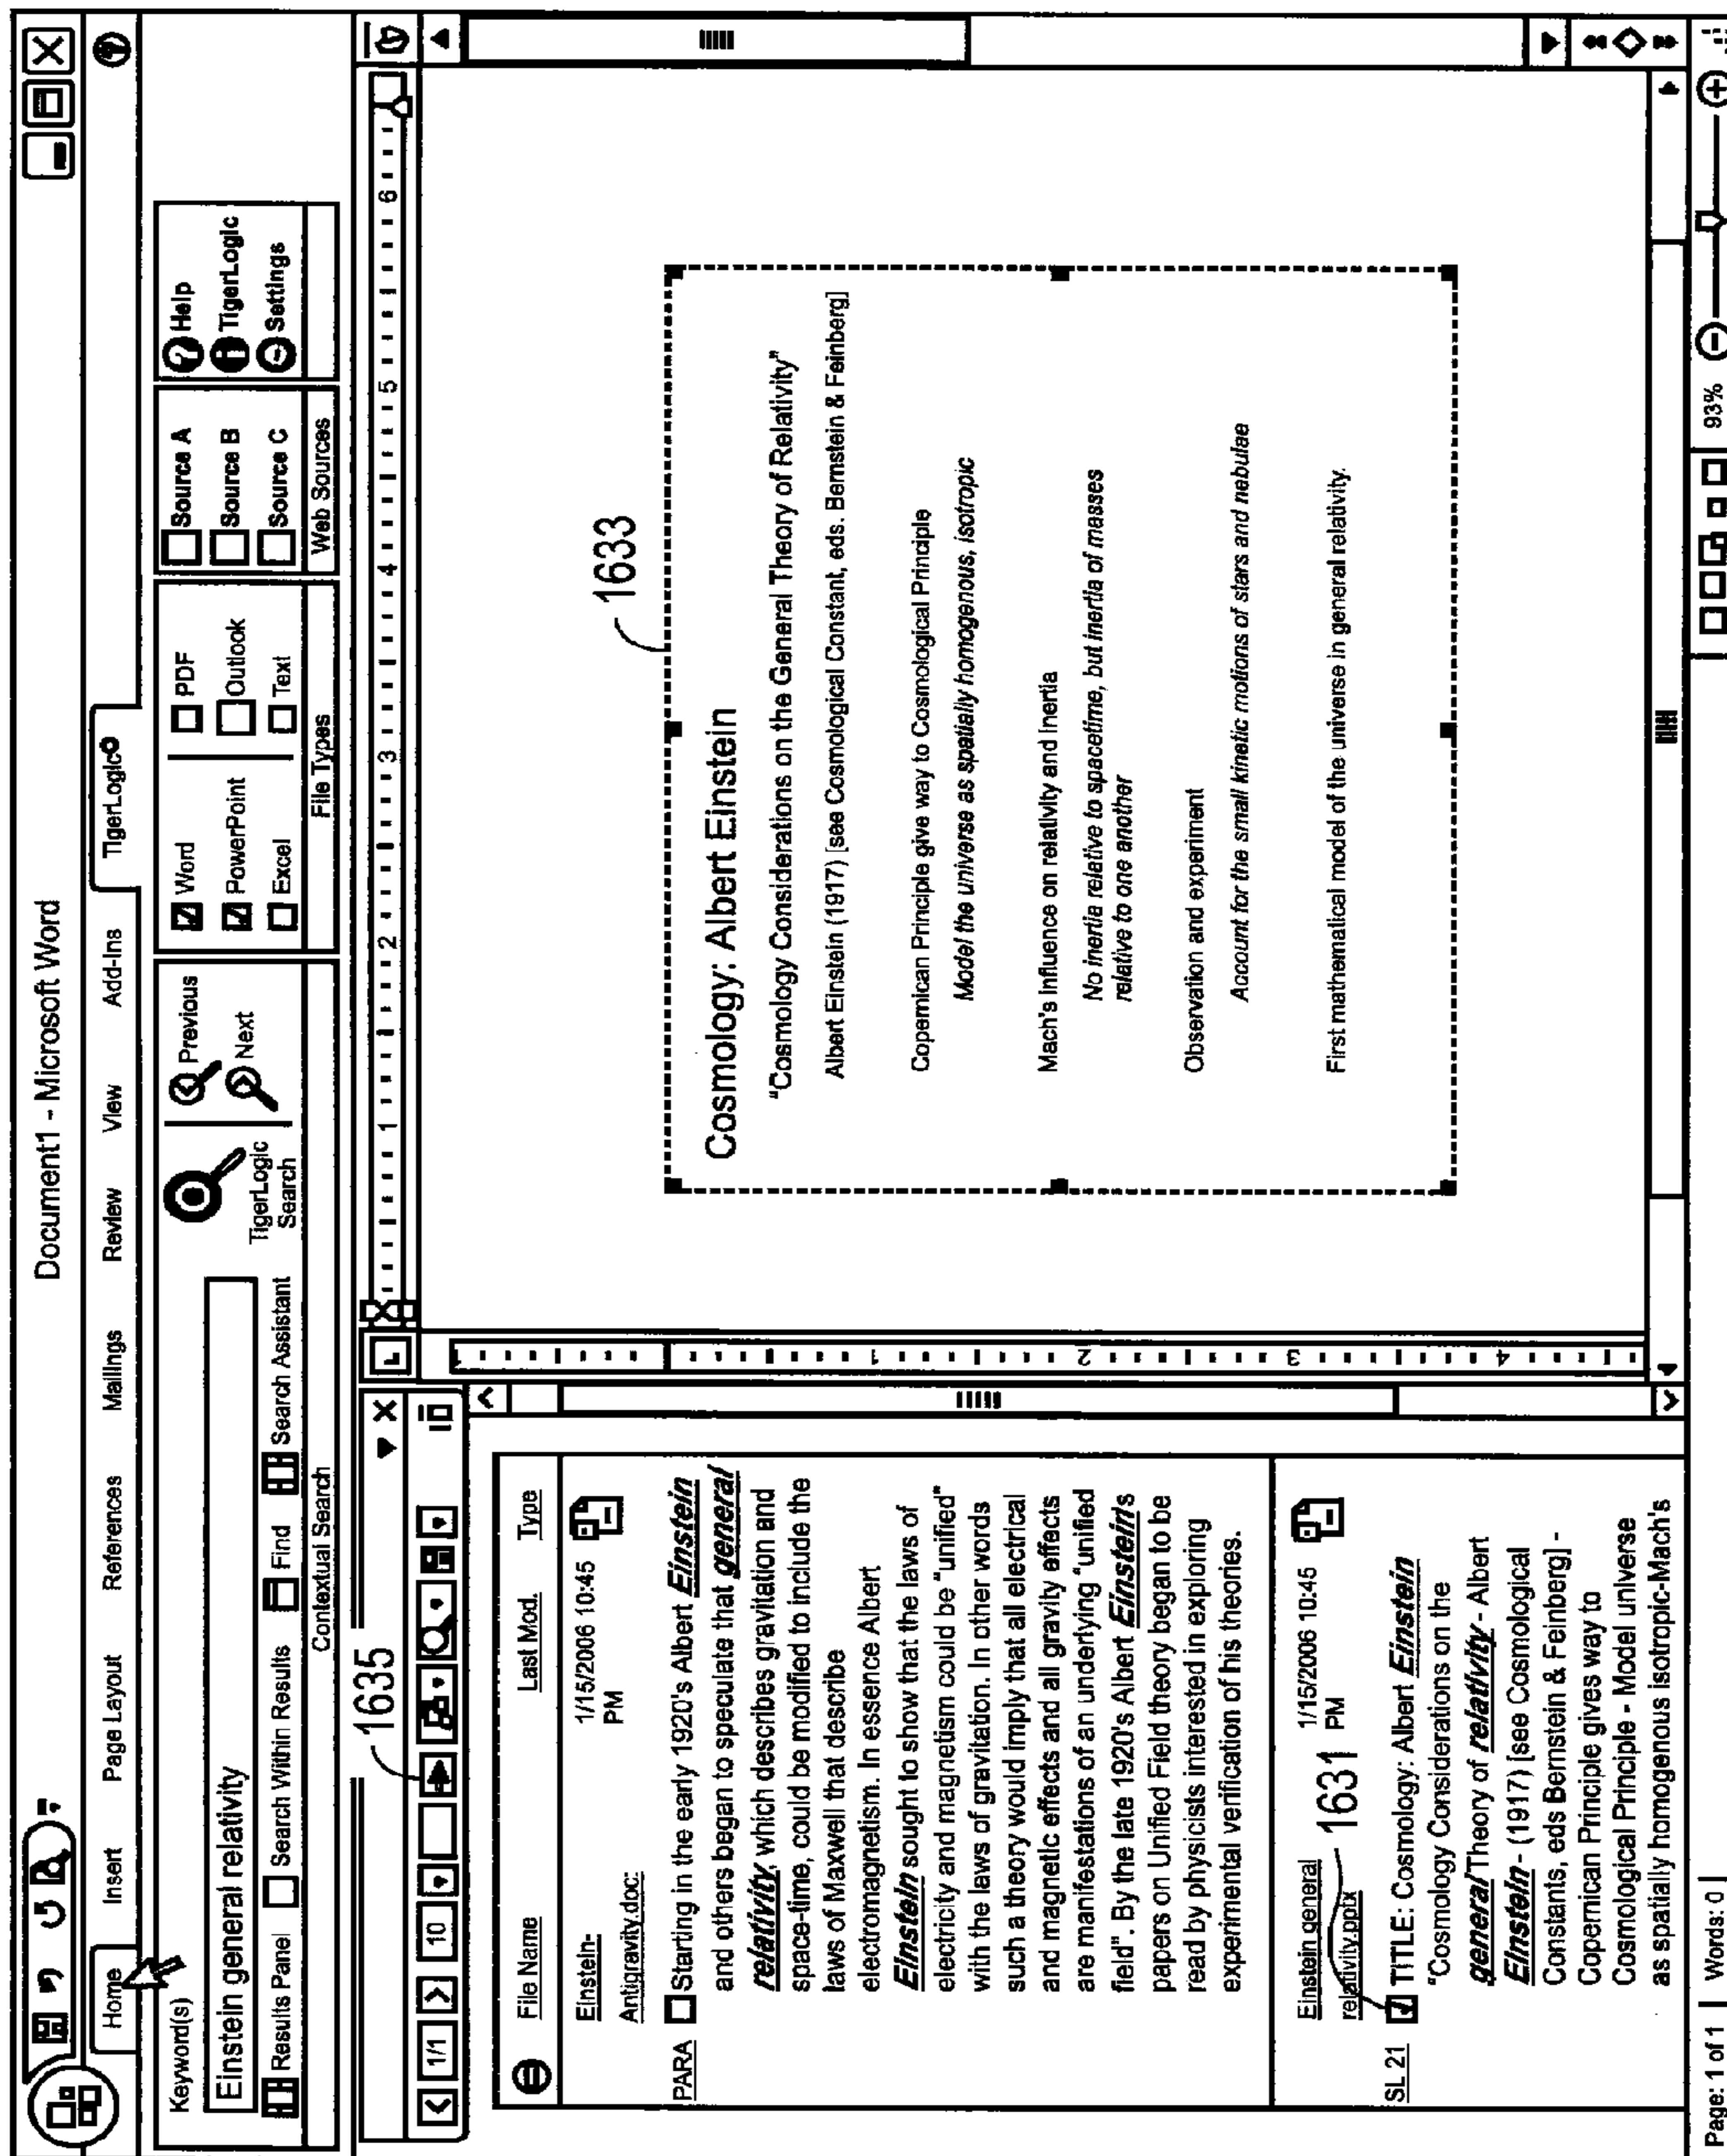 Document1 - Microsoft Word
Home Insert Page Layout References Mailings Review View Add-Ins TigerLogic
Keyword(s)
Einstein general relativity
Results Panel Search Within Results Find Search Assistant
TigerLogic
Search
Previous
Next
Contextual Search
Word
PowerPoint
Excel
PDF
Outlook
Text
File Types
Source A
Source B
Source C
Web Sources
Help
TigerLogic
Settings
1635
1/1 10
File Name Last Mod. Type
Einstein-
Antigravity.doc:
1/15/2006 10:45
PM
PARA Starting in the early 1920's Albert Einstein
and others began to speculate that general
relativity, which describes gravitation and
space-time, could be modified to include the
laws of Maxwell that describe
electromagnetism. In essence Albert
Einstein sought to show that the laws of
electricity and magnetism could be "unified"
with the laws of gravitation. In other words
such a theory would imply that all electrical
and magnetic effects and all gravity effects
are manifestations of an underlying "unified
field". By the late 1920's Albert Einstein's
papers on Unified Field theory began to be
read by physicists interested in exploring
experimental verification of his theories.
Einstein general
relativity.pptx
1631
1/15/2006 10:45
PM
SL 21 TITLE: Cosmology: Albert Einstein
"Cosmology Considerations on the
general Theory of relativity - Albert
Einstein - (1917) [see Cosmological
Constants, eds Bernstein & Feinberg] -
Copernican Principle gives way to
Cosmological Principle - Model universe
as spatially homogenous isotropic-Mach's
L
1 2 3 4 5 6
1
2
3
4
1633
Cosmology: Albert Einstein
"Cosmology Considerations on the General Theory of Relativity"
Albert Einstein (1917) [see Cosmological Constant, eds. Bernstein & Feinberg]
Copernican Principle give way to Cosmological Principle
Model the universe as spatially homogenous, isotropic
Mach's influence on relativity and Inertia
No inertia relative to spacetime, but inertia of masses
relative to one another
Observation and experiment
Account for the small kinetic motions of stars and nebulae
First mathematical model of the universe in general relativity.
Page: 1 of 1 Words: 0 93%